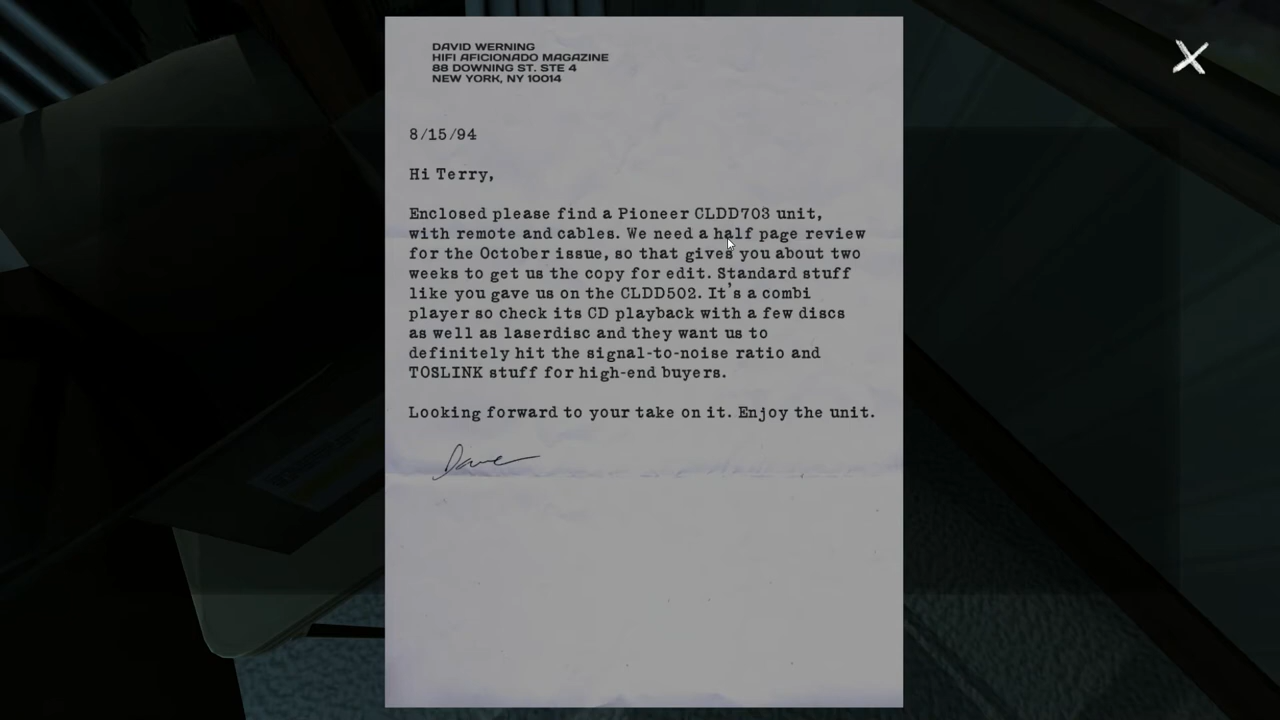 DAVID WERNING
HIFI AFICIONADO MAGAZINE
88 DOWNING ST. STE 4
NEW YORK, NY 10014
8/15/94
Hi Terry,
Enclosed please find a Pioneer CLDD703 unit,
with remote and cables. We need a half page review
for the October issue, so that gives you about two
weeks to get us the copy for edit. Standard stuff
like you gave us on the CLDD502. It's a combi
player so check its CD playback with a few discs
as well as laserdisc and they want us to
definitely hit the signal-to-noise ratio and
TOSLINK stuff for high-end buyers.
Looking forward to your take on it. Enjoy the unit.
Dave